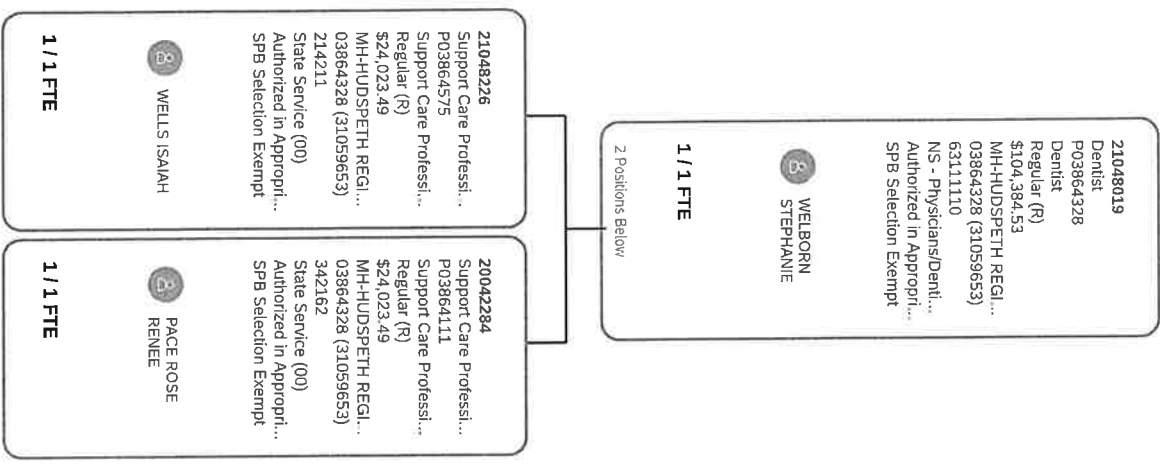 21048019
Dentist
P03864328
Dentist
Regular (R)
$104,384.53
MH-HUDSPETH REGI...
03864328 (31059653)
63111110
NS - Physicians/Denti...
Authorized in Appropri...
SPB Selection Exempt
WELBORN
STEPHANIE
1 / 1 FTE
2 Positions Below
21048226
Support Care Professi...
P03864575
Support Care Professi...
Regular (R)
$24,023.49
MH-HUDSPETH REGI...
03864328 (31059653)
214211
State Service (00)
Authorized in Appropri...
SPB Selection Exempt
WELLS ISAIAH
1 / 1 FTE
20042284
Support Care Professi...
P03864111
Support Care Professi...
Regular (R)
$24,023.49
MH-HUDSPETH REGI...
03864328 (31059653)
342162
State Service (00)
Authorized in Appropri...
SPB Selection Exempt
PACE ROSE
RENEE
1 / 1 FTE